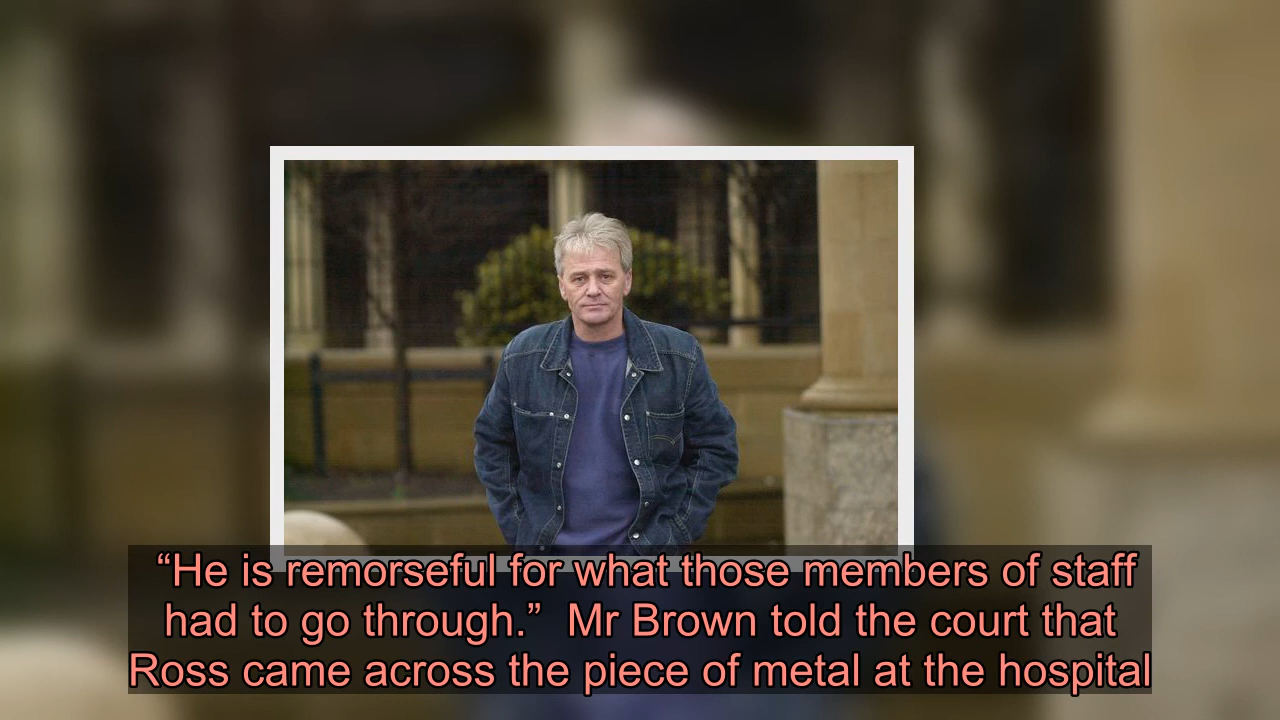 “He is remorseful for what those members of staff
had to go through.”  Mr Brown told the court that
Ross came across the piece of metal at the hospital